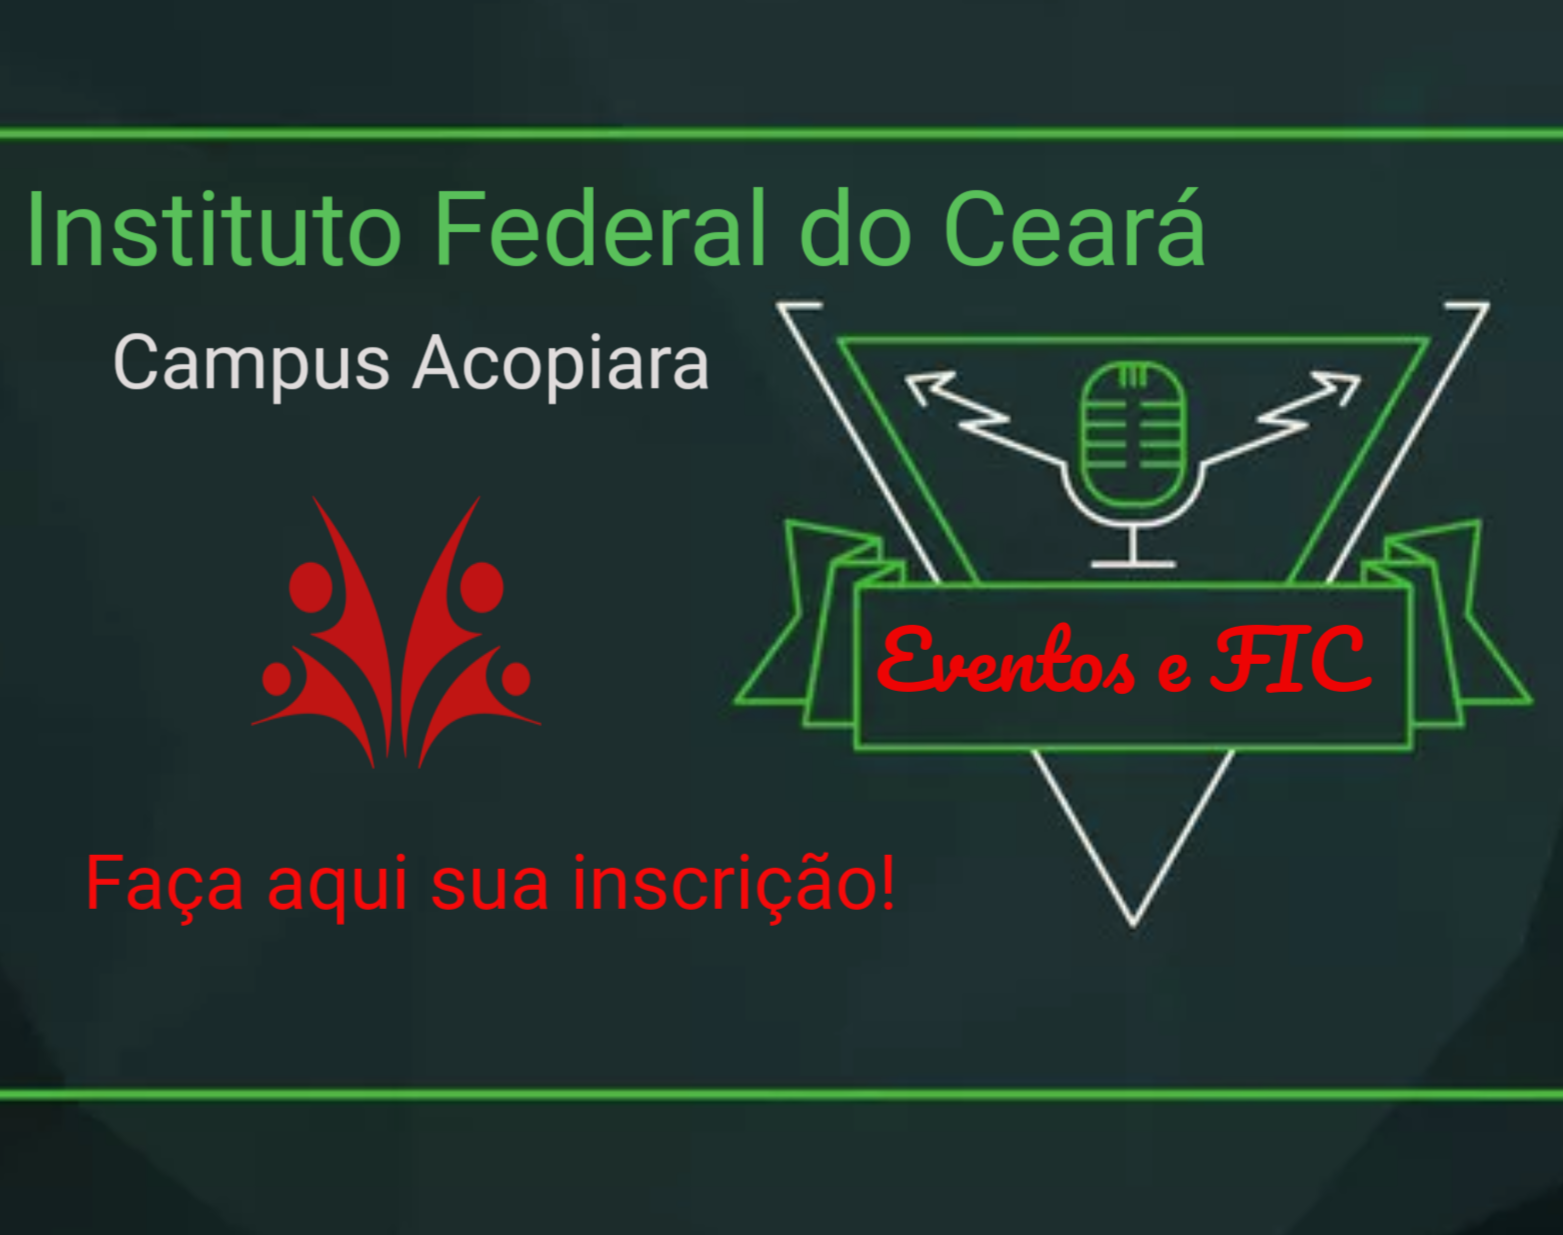 Instituto Federal do Ceará
Campus Acopiara
Eventos e FIC
Faça aqui sua inscrição!